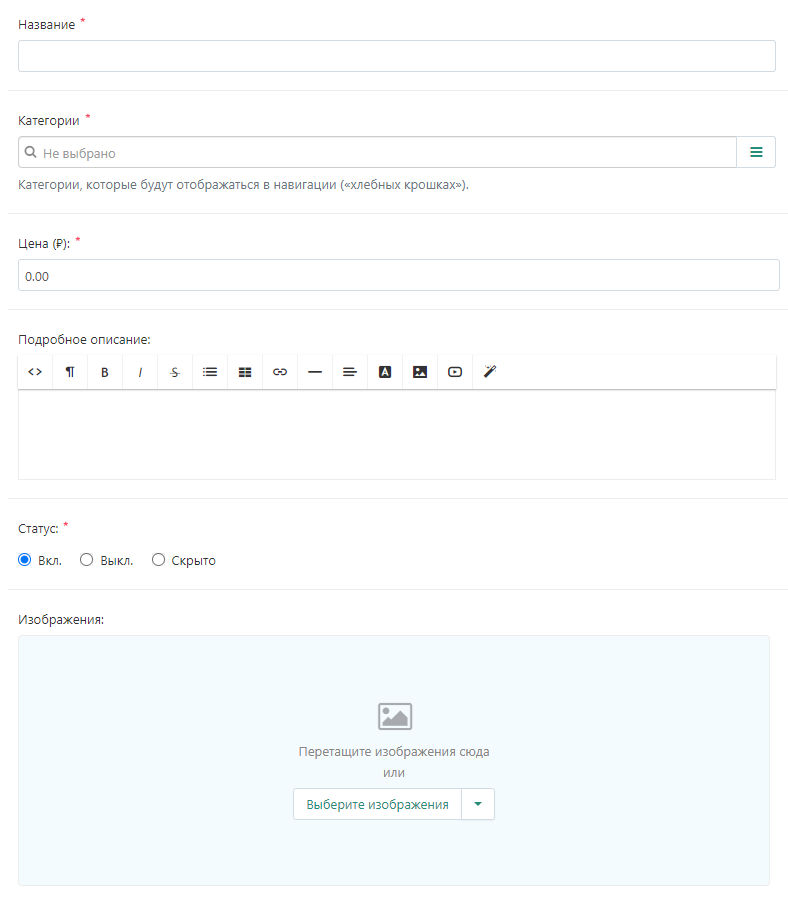 Название *
Категории *
Не выбрано
Категории, которые будут отображаться в навигации («хлебных крошках»).
Цена (₽): *
0.00
Подробное описание:
<> ¶ B I S A
Статус: *
Вкл. Выкл. Скрыто
Изображения:
Перетащите изображения сюда
или
Выберите изображения